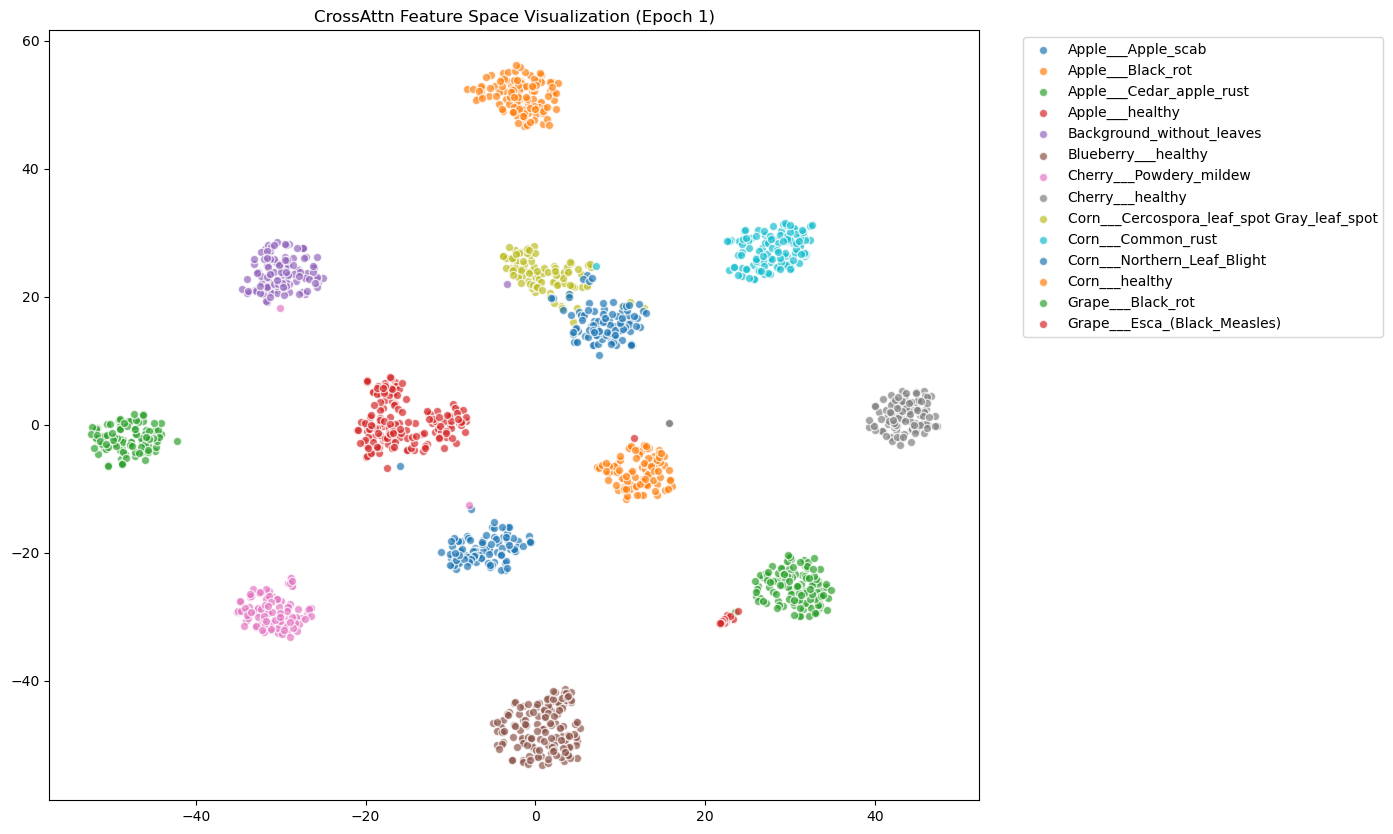 CrossAttn Feature Space Visualization (Epoch 1)
60
40
20
0
−20
−40
−40
−20
0
20
40
Apple___Apple_scab
Apple___Black_rot
Apple___Cedar_apple_rust
Apple___healthy
Background_without_leaves
Blueberry___healthy
Cherry___Powdery_mildew
Cherry___healthy
Corn___Cercospora_leaf_spot Gray_leaf_spot
Corn___Common_rust
Corn___Northern_Leaf_Blight
Corn___healthy
Grape___Black_rot
Grape___Esca_(Black_Measles)